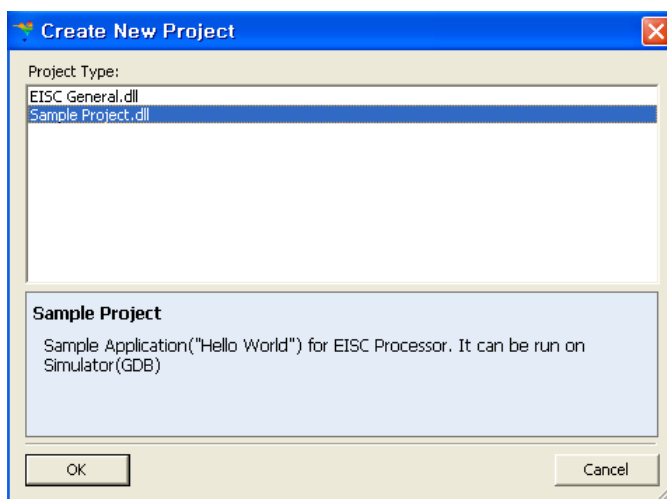 Create New Project
Project Type:
EISC General.dll
Sample Project.dll
Sample Project
Sample Application("Hello World") for EISC Processor. It can be run on
Simulator(GDB)
OK
Cancel